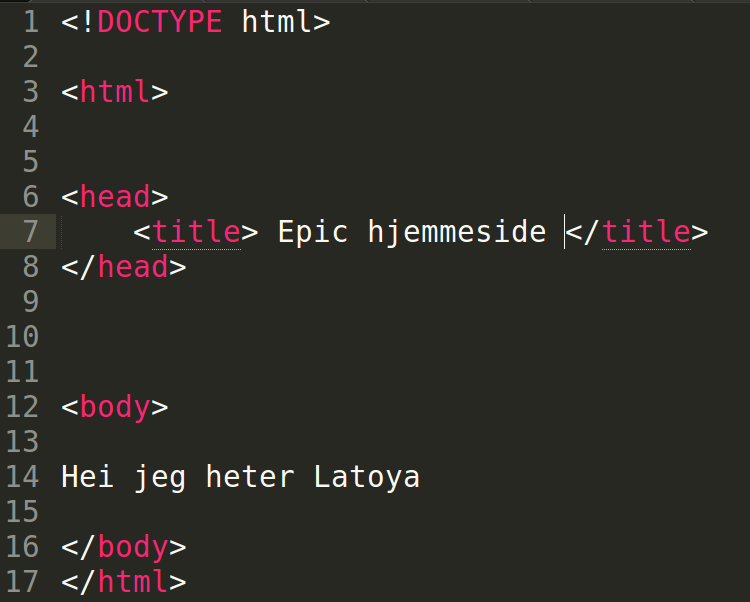 1 <!DOCTYPE html>
2
3 <html>
4
5
6 <head>
7     <title> Epic hjemmeside </title>
8 </head>
9
10
11
12 <body>
13
14 Hei jeg heter Latoya
15
16 </body>
17 </html>